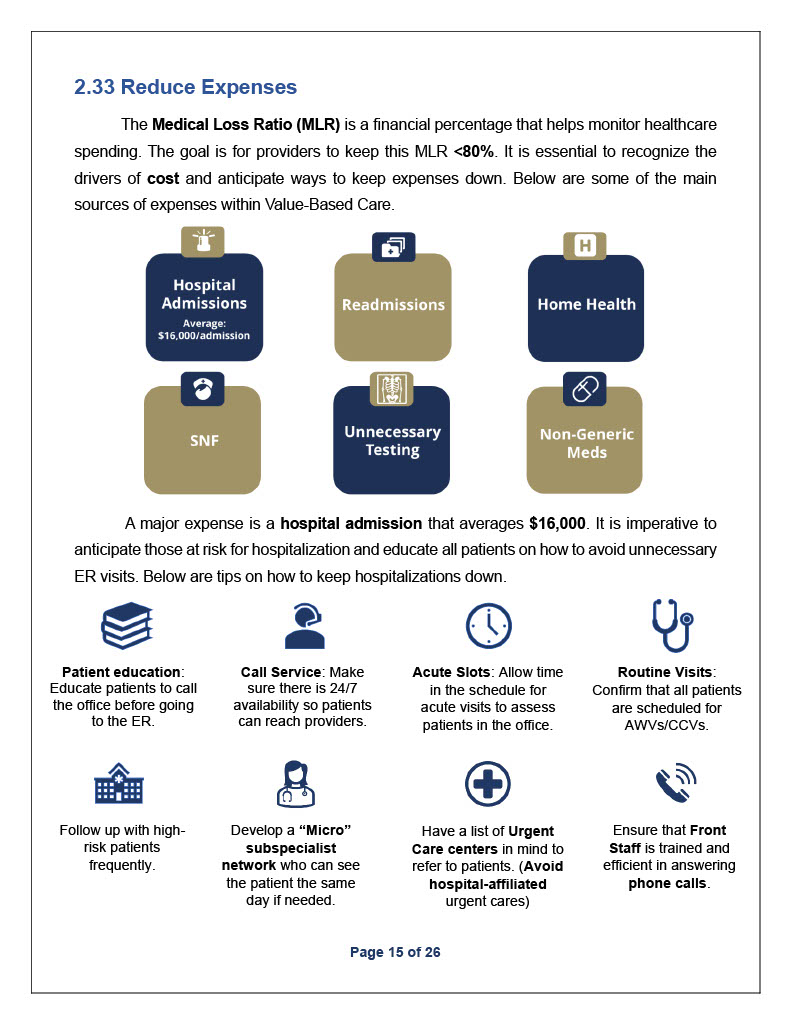 2.33 Reduce Expenses
The Medical Loss Ratio (MLR) is a financial percentage that helps monitor healthcare
spending. The goal is for providers to keep this MLR <80%. It is essential to recognize the
drivers of cost and anticipate ways to keep expenses down. Below are some of the main
sources of expenses within Value-Based Care.
Hospital
Admissions
Average:
$16,000/admission
Readmissions
H
Home Health
SNF
Unnecessary
Testing
Non-Generic
Meds
A major expense is a hospital admission that averages $16,000. It is imperative to
anticipate those at risk for hospitalization and educate all patients on how to avoid unnecessary
ER visits. Below are tips on how to keep hospitalizations down.
Patient education:
Educate patients to call
the office before going
to the ER.
Call Service: Make
sure there is 24/7
availability so patients
can reach providers.
Acute Slots: Allow time
in the schedule for
acute visits to assess
patients in the office.
Routine Visits:
Confirm that all patients
are scheduled for
AWVs/CCVs.
Follow up with high-
risk patients
frequently.
Develop a “Micro”
subspecialist
network who can see
the patient the same
day if needed.
Have a list of Urgent
Care centers in mind to
refer to patients. (Avoid
hospital-affiliated
urgent cares)
Ensure that Front
Staff is trained and
efficient in answering
phone calls.
Page 15 of 26